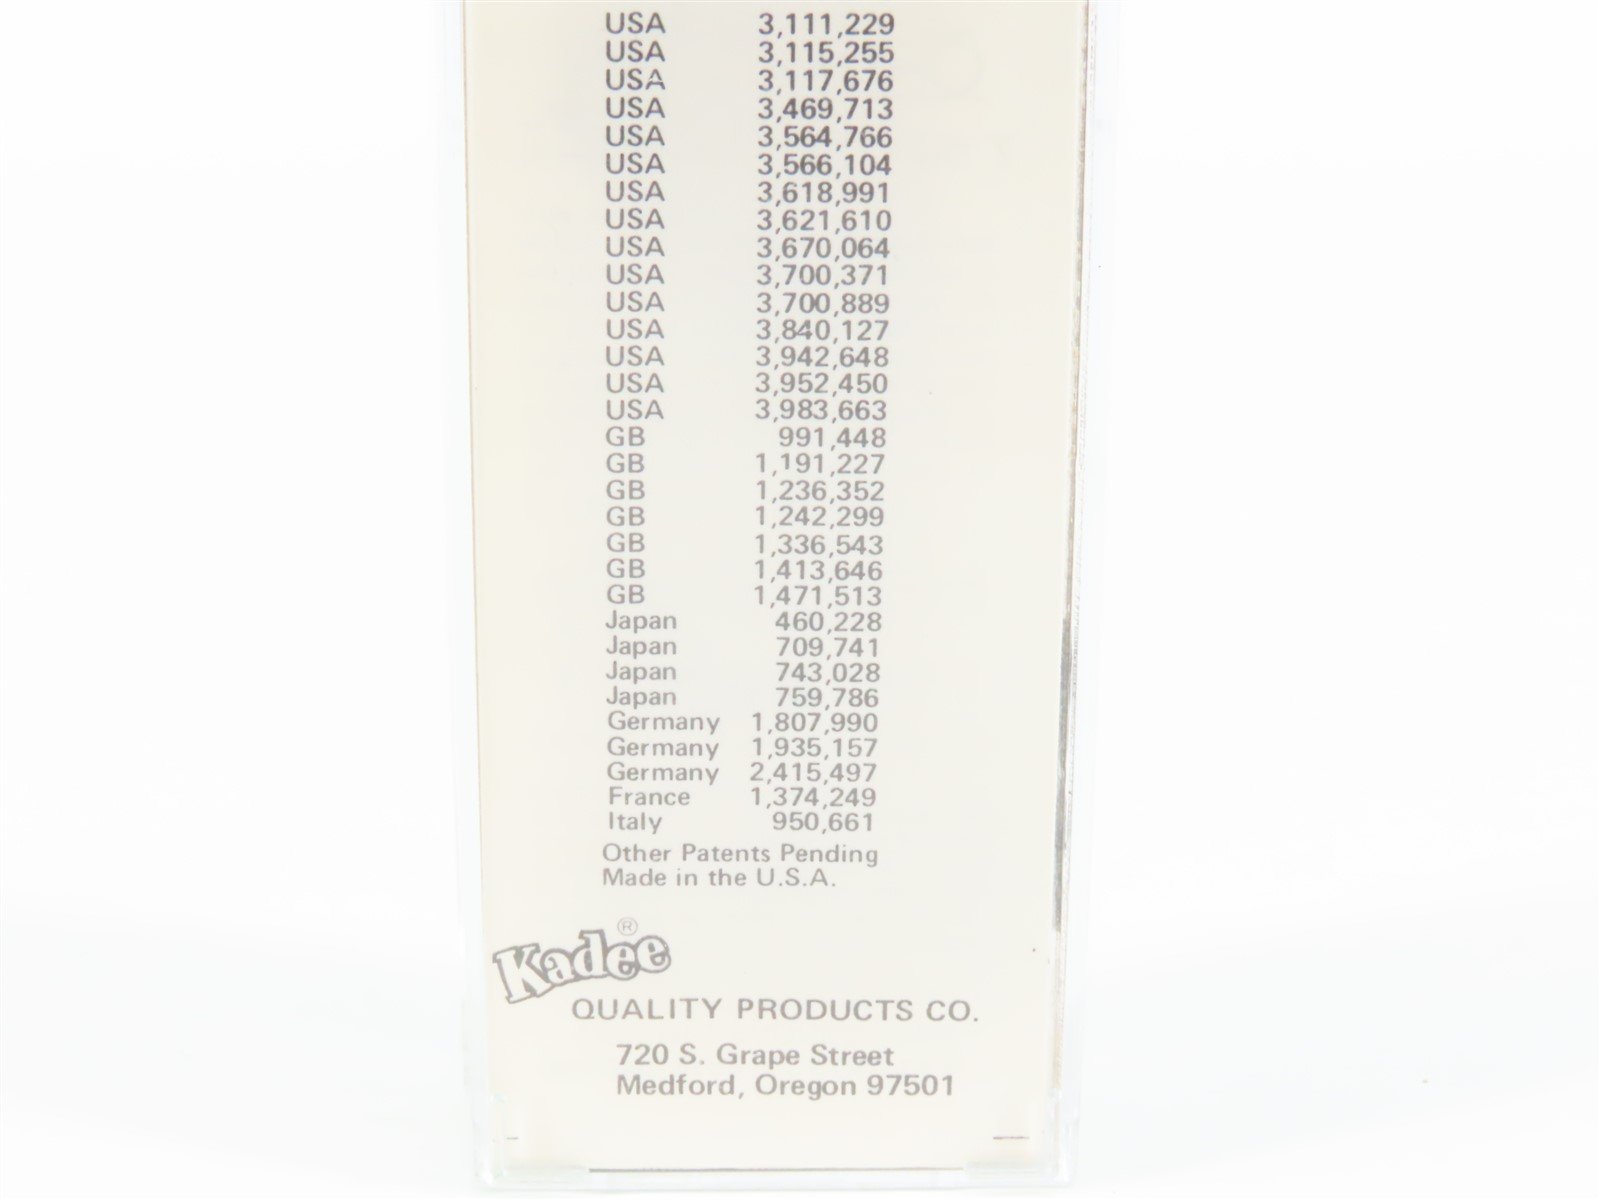 USA 3,111,229
USA 3,115,255
USA 3,117,676
USA 3,469,713
USA 3,564,766
USA 3,566,104
USA 3,618,991
USA 3,621,610
USA 3,670,064
USA 3,700,371
USA 3,700,889
USA 3,840,127
USA 3,942,648
USA 3,952,450
USA 3,983,663
GB 991,448
GB 1,191,227
GB 1,236,352
GB 1,242,299
GB 1,336,543
GB 1,413,646
GB 1,471,513
Japan 460,228
Japan 709,741
Japan 743,028
Japan 759,786
Germany 1,807,990
Germany 1,935,157
Germany 2,415,497
France 1,374,249
Italy 950,661
Other Patents Pending
Made in the U.S.A.
Kadee®
QUALITY PRODUCTS CO.
720 S. Grape Street
Medford, Oregon 97501